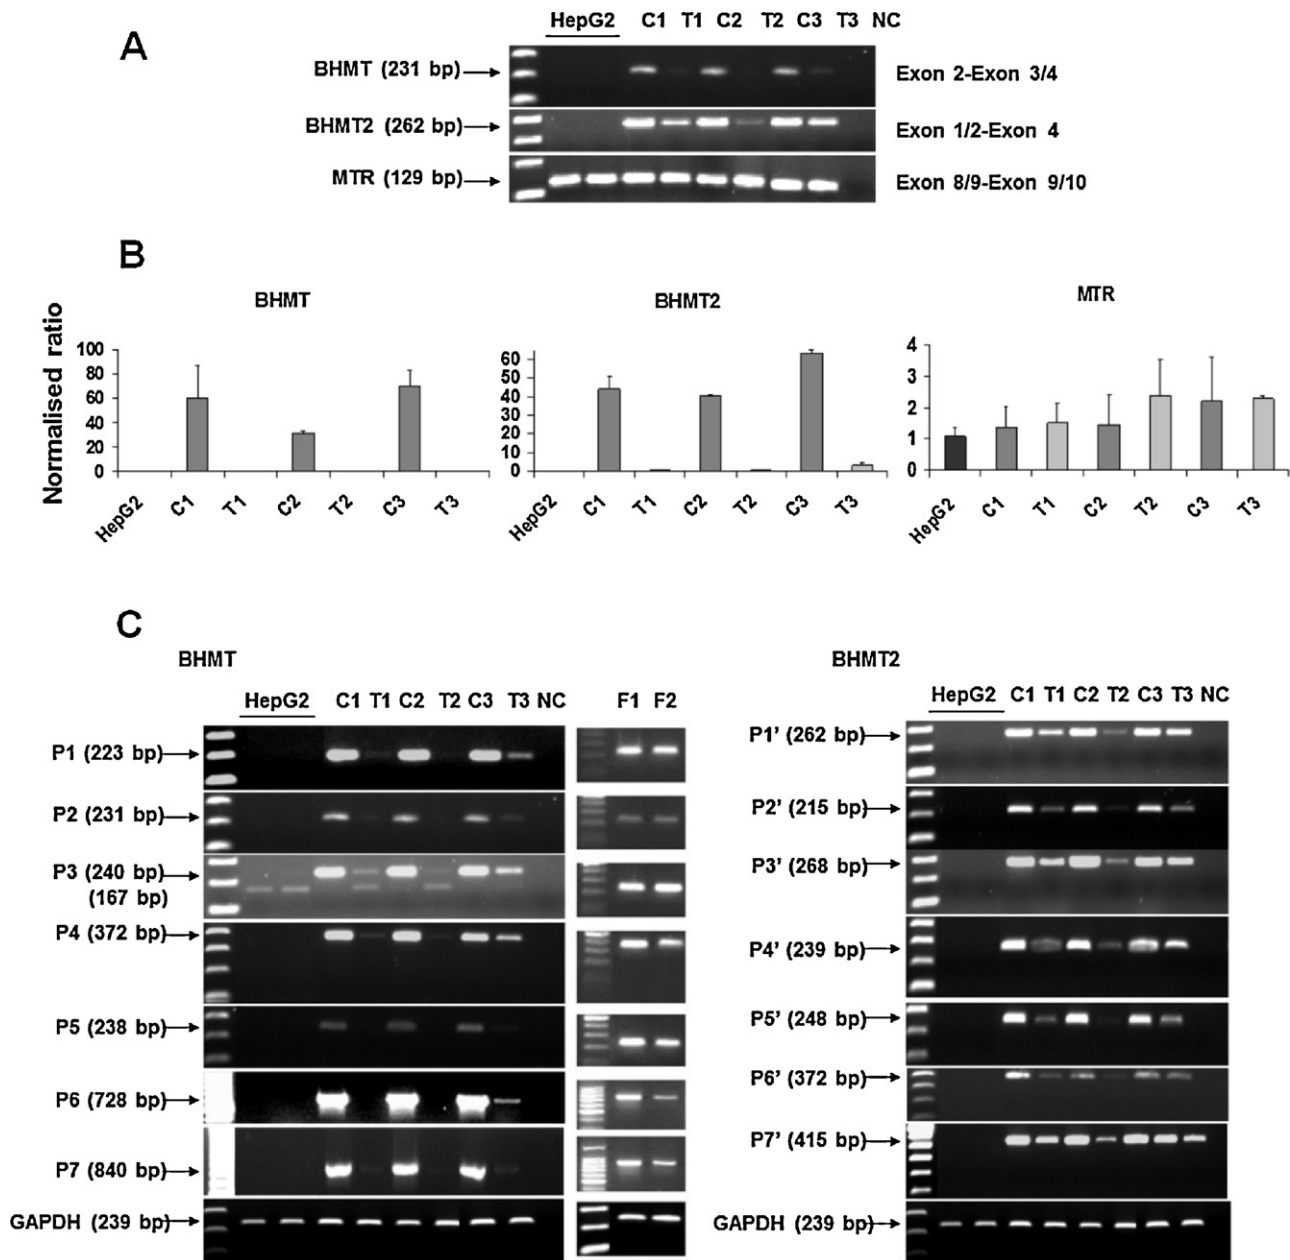 A
HepG2 C1 T1 C2 T2 C3 T3 NC
BHMT (231 bp) Exon 2-Exon 3/4
BHMT2 (262 bp) Exon 1/2-Exon 4
MTR (129 bp) Exon 8/9-Exon 9/10
B
Normalised ratio
BHMT
100
80
60
40
20
0
HepG2 C1 T1 C2 T2 C3 T3
BHMT2
60
50
40
30
20
10
0
HepG2 C1 T1 C2 T2 C3 T3
MTR
4
3
2
1
0
HepG2 C1 T1 C2 T2 C3 T3
C
BHMT
HepG2 C1 T1 C2 T2 C3 T3 NC F1 F2
P1 (223 bp)
P2 (231 bp)
P3 (240 bp)
(167 bp)
P4 (372 bp)
P5 (238 bp)
P6 (728 bp)
P7 (840 bp)
GAPDH (239 bp)
BHMT2
HepG2 C1 T1 C2 T2 C3 T3 NC
P1' (262 bp)
P2' (215 bp)
P3' (268 bp)
P4' (239 bp)
P5' (248 bp)
P6' (372 bp)
P7' (415 bp)
GAPDH (239 bp)